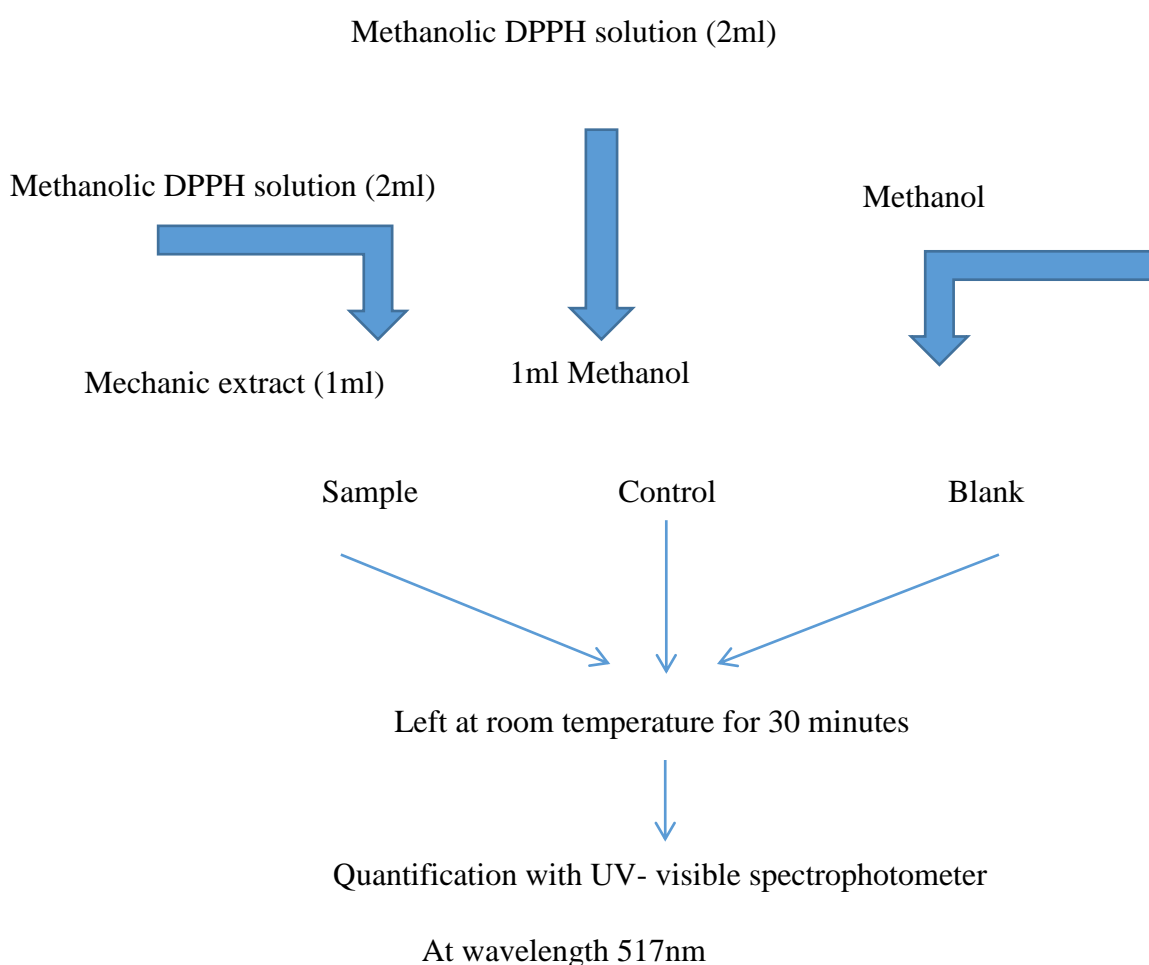 Methanolic DPPH solution (2ml)
Methanolic DPPH solution (2ml)
Methanol
Mechanic extract (1ml)
1ml Methanol
Sample
Control
Blank
Left at room temperature for 30 minutes
Quantification with UV- visible spectrophotometer
At wavelength 517nm